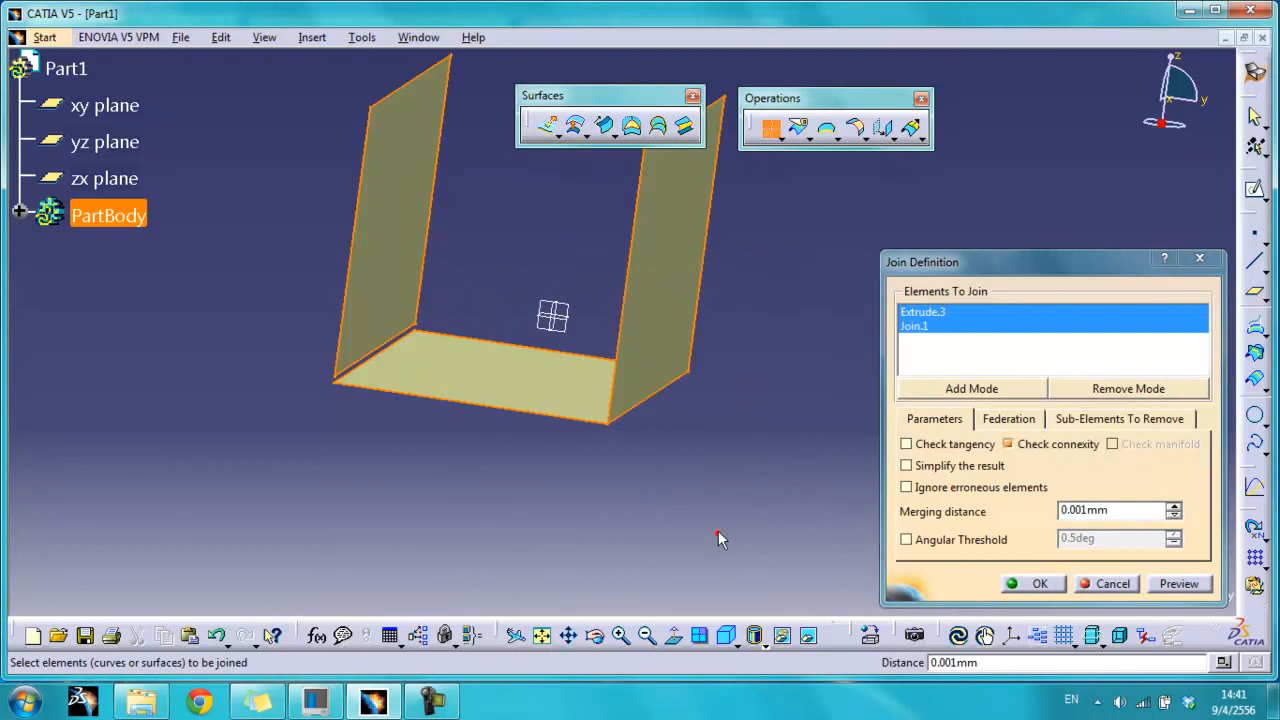 CATIA V5 - [Part1]
Start ENOVIA V5 VPM File Edit View Insert Tools Window Help
Part1
xy plane
yz plane
zx plane
PartBody
Surfaces
Operations
z
x
y
Join Definition
?
Elements To Join
Extrude.3
Join.1
Add Mode
Remove Mode
Parameters Federation Sub-Elements To Remove
Check tangency Check connexity Check manifold
Simplify the result
Ignore erroneous elements
Merging distance 0.001mm
Angular Threshold 0.5deg
OK Cancel Preview
f(x)
CATIA
Select elements (curves or surfaces) to be joined
Distance 0.001mm
EN
14:41
9/4/2556